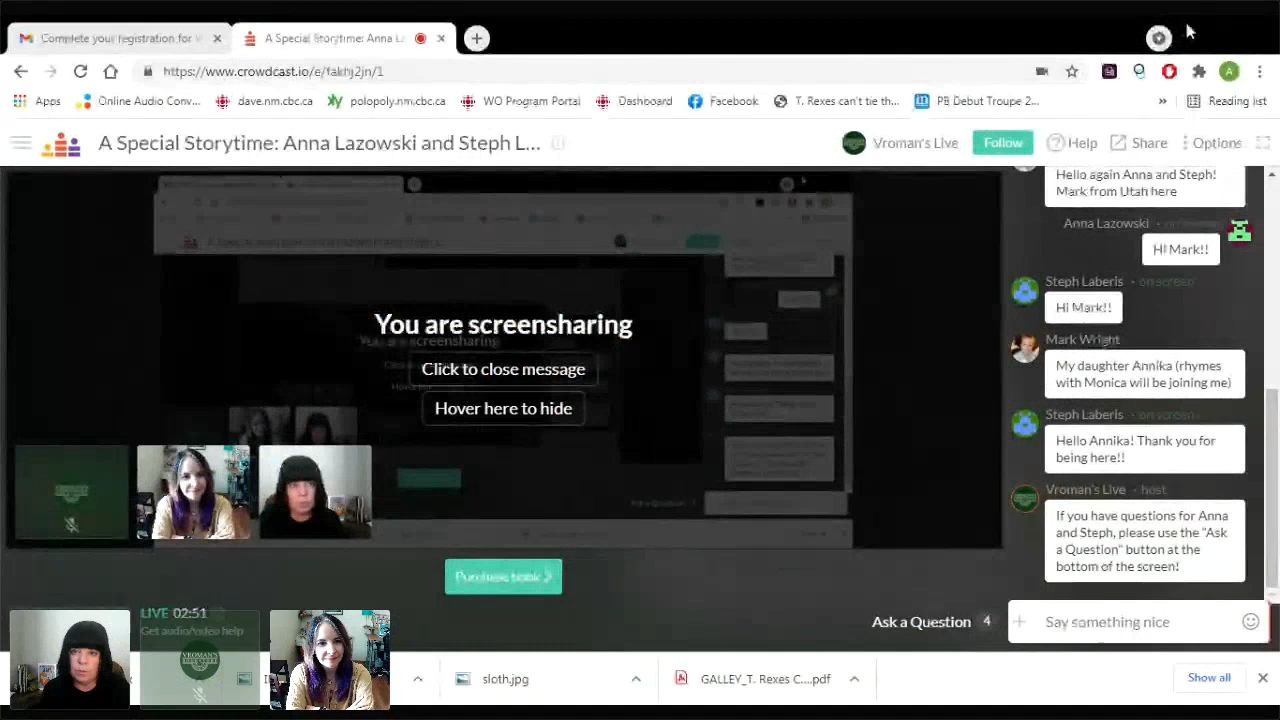 Complete your registration for
A Special Storytime: Anna La
https://www.crowdcast.io/e/fakhj2jn/1
Apps
Online Audio Conv...
dave.nm.cbc.ca
polopoly.nm.cbc.ca
WO Program Portal
Dashboard
Facebook
T. Rexes can't tie th...
PB Debut Troupe 2...
»
Reading list
A Special Storytime: Anna Lazowski and Steph L...
Vroman's Live
Follow
Help
Share
Options
Hello again Anna and Steph!
Mark from Utah here
Anna Lazowski
Hi Mark!!
Steph Laberis · on screen
Hi Mark!!
Mark Wright
My daughter Annika (rhymes
with Monica will be joining me)
Steph Laberis · on screen
Hello Annika! Thank you for
being here!!
Vroman's Live · host
If you have questions for Anna
and Steph, please use the "Ask
a Question" button at the
bottom of the screen!
You are screensharing
Click to close message
Hover here to hide
Purchase book
LIVE 02:51
Get audio/video help
VROMAN'S
Ask a Question 4
Say something nice
sloth.jpg
GALLEY_T. Rexes C....pdf
Show all